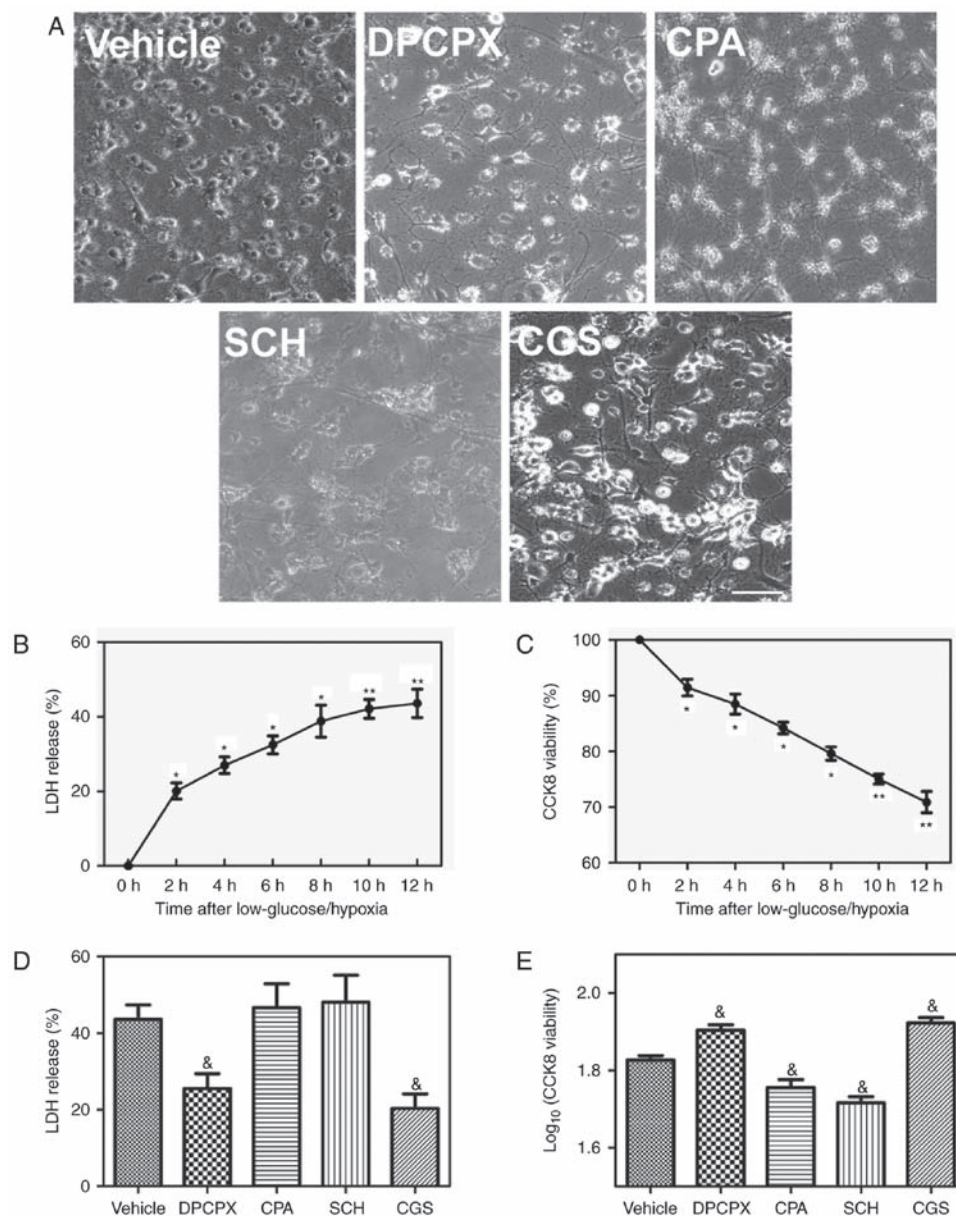 A
Vehicle
DPCPX
CPA
SCH
CGS
B
60
40
20
0
LDH release (%)
*
*
*
*
**
**
0 h 2 h 4 h 6 h 8 h 10 h 12 h
Time after low-glucose/hypoxia
C
100
90
80
70
60
CCK8 viability (%)
*
*
*
*
**
**
0 h 2 h 4 h 6 h 8 h 10 h 12 h
Time after low-glucose/hypoxia
D
60
40
20
0
LDH release (%)
&
&
Vehicle DPCPX CPA SCH CGS
E
2.0
1.8
1.6
Log10 (CCK8 viability)
&
&
&
&
Vehicle DPCPX CPA SCH CGS